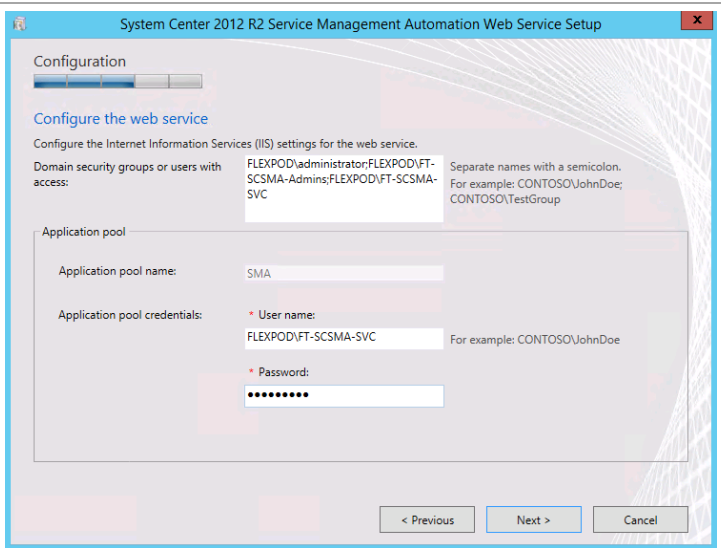 System Center 2012 R2 Service Management Automation Web Service Setup
x
Configuration
Configure the web service
Configure the Internet Information Services (IIS) settings for the web service.
Domain security groups or users with
access:
FLEXPOD\administrator;FLEXPOD\FT-
SCSMA-Admins;FLEXPOD\FT-SCSMA-
SVC
Separate names with a semicolon.
For example: CONTOSO\JohnDoe;
CONTOSO\TestGroup
Application pool
Application pool name:
SMA
Application pool credentials:
* User name:
FLEXPOD\FT-SCSMA-SVC
For example: CONTOSO\JohnDoe
* Password:
•••••••••
< Previous
Next >
Cancel